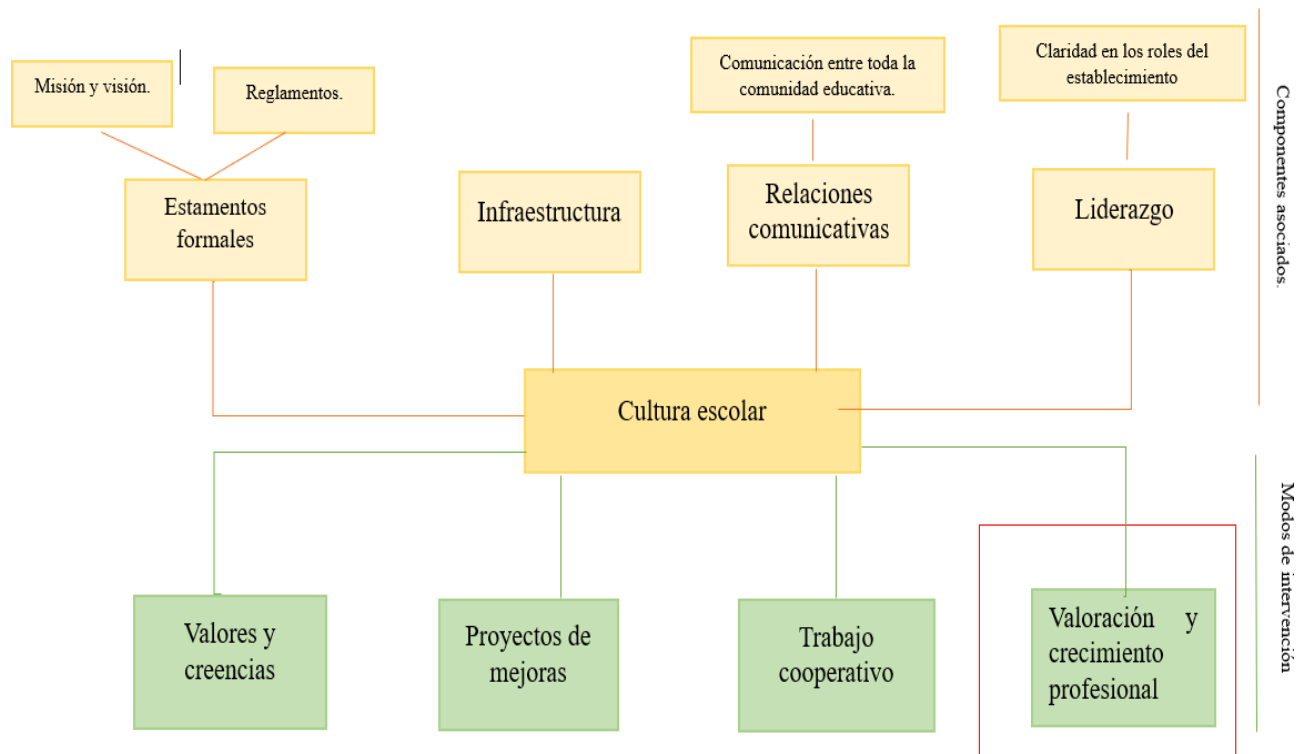 Misión y visión.
Reglamentos.
Comunicación entre toda la
comunidad educativa.
Claridad en los roles del
establecimiento
Estamentos
formales
Infraestructura
Relaciones
comunicativas
Liderazgo
Componentes asociados.
Cultura escolar
Valores y
creencias
Proyectos de
mejoras
Trabajo
cooperativo
Valoración y
crecimiento
profesional
Modos de intervención